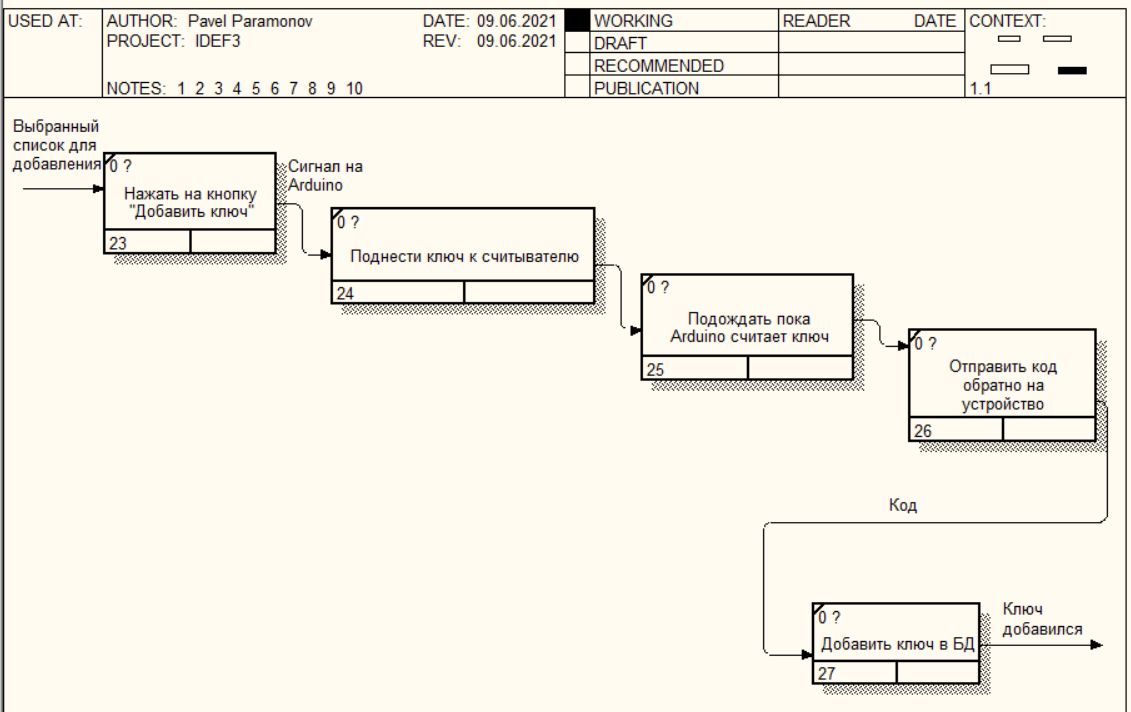 USED AT:
AUTHOR: Pavel Paramonov
DATE: 09.06.2021
PROJECT: IDEF3
REV: 09.06.2021
NOTES: 1 2 3 4 5 6 7 8 9 10
WORKING
DRAFT
RECOMMENDED
PUBLICATION
READER DATE
CONTEXT:
1.1
Выбранный
список для
добавления
0 ?
Нажать на кнопку
"Добавить ключ"
23
Сигнал на
Arduino
0 ?
Поднести ключ к считывателю
24
0 ?
Подождать пока
Arduino считает ключ
25
0 ?
Отправить код
обратно на
устройство
26
Код
0 ?
Добавить ключ в БД
27
Ключ
добавился